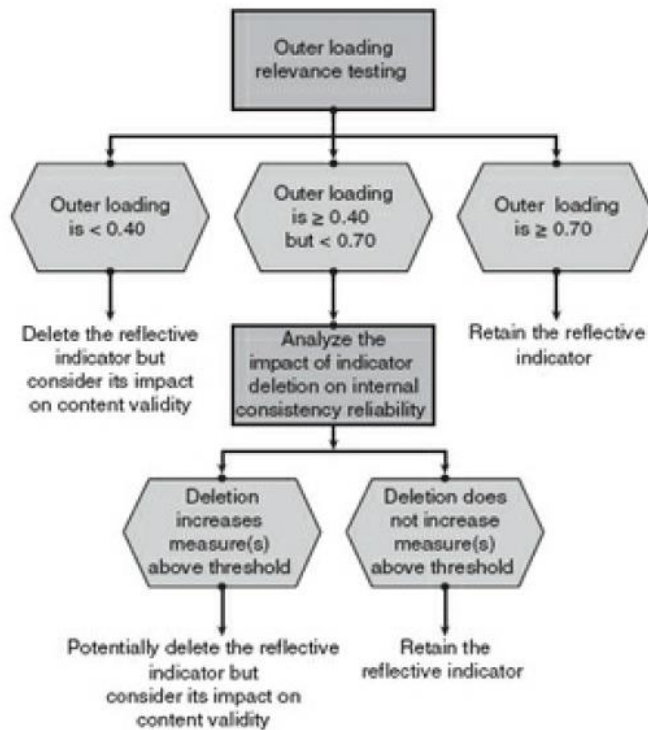 Outer loading
relevance testing
Outer loading
is < 0.40
Outer loading
is ≥ 0.40
but < 0.70
Outer loading
is ≥ 0.70
Delete the reflective
indicator but
consider its impact
on content validity
Analyze the
impact of indicator
deletion on internal
consistency reliability
Retain the reflective
indicator
Deletion
increases
measure(s)
above threshold
Deletion does
not increase
measure(s)
above threshold
Potentially delete the reflective
indicator but
consider its impact on
content validity
Retain the
reflective indicator